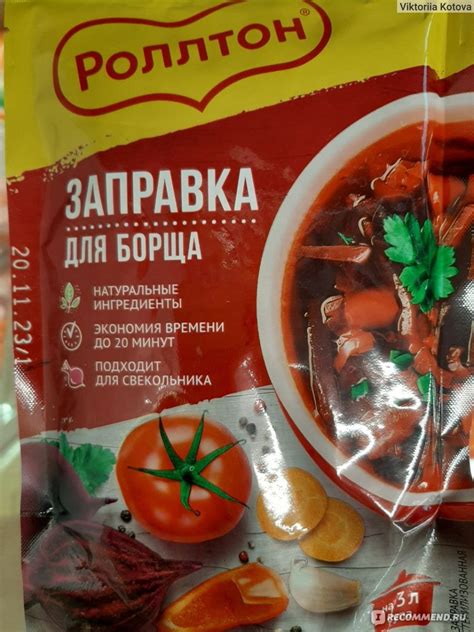 Viktoriia Kotova
Роллтон®
ЗАПРАВКА
ДЛЯ БОРЩА
20.11.23/1
НАТУРАЛЬНЫЕ
ИНГРЕДИЕНТЫ
ЭКОНОМИЯ ВРЕМЕНИ
ДО 20 МИНУТ
ПОДХОДИТ
ДЛЯ СВЕКОЛЬНИКА
на 3 л
ЗАПРАВКА
IRECOMMEND.RU